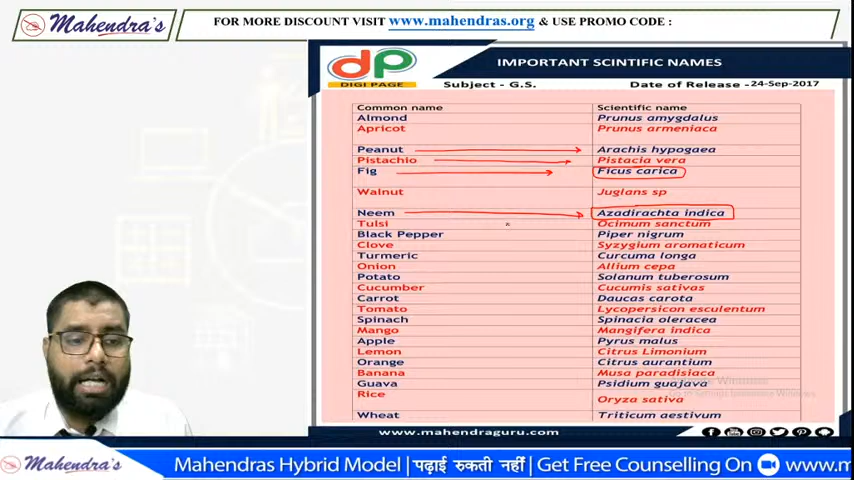 Mahendra's
FOR MORE DISCOUNT VISIT www.mahendras.org & USE PROMO CODE :
dp
DIGI PAGE
IMPORTANT SCINTIFIC NAMES
Subject - G.S.
Date of Release -24-Sep-2017
Common name Scientific name
Almond Prunus amygdalus
Apricot Prunus armeniaca
Peanut Arachis hypogaea
Pistachio Pistacia vera
Fig Ficus carica
Walnut Juglans sp
Neem Azadirachta indica
Tulsi Ocimum sanctum
Black Pepper Piper nigrum
Clove Syzygium aromaticum
Turmeric Curcuma longa
Onion Allium cepa
Potato Solanum tuberosum
Cucumber Cucumis sativas
Carrot Daucas carota
Tomato Lycopersicon esculentum
Spinach Spinacia oleracea
Mango Mangifera indica
Apple Pyrus malus
Lemon Citrus Limonium
Orange Citrus aurantium
Banana Musa paradisiaca
Guava Psidium guajava
Rice Oryza sativa
Wheat Triticum aestivum
www.mahendraguru.com
Mahendra's
Mahendras Hybrid Model | पढ़ाई रुकती नहीं | Get Free Counselling On www.m